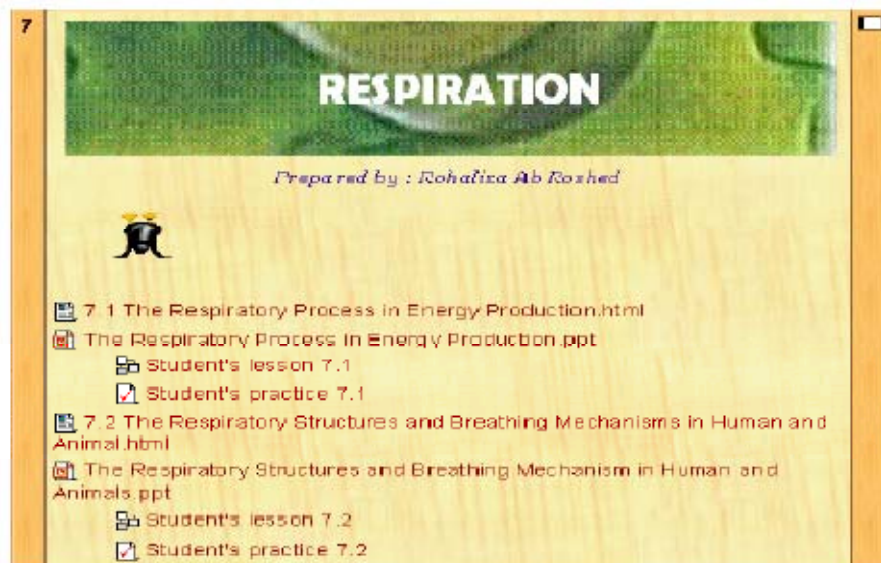 7
RESPIRATION
Prepared by : Rohaliza Ab Roshed
7.1 The Respiratory Process in Energy Production.html
The Respiratory Process in Energy Production.ppt
Student's lesson 7.1
Student's practice 7.1
7.2 The Respiratory Structures and Breathing Mechanisms in Human and
Animal.html
The Respiratory Structures and Breathing Mechanism in Human and
Animals.ppt
Student's lesson 7.2
Student's practice 7.2